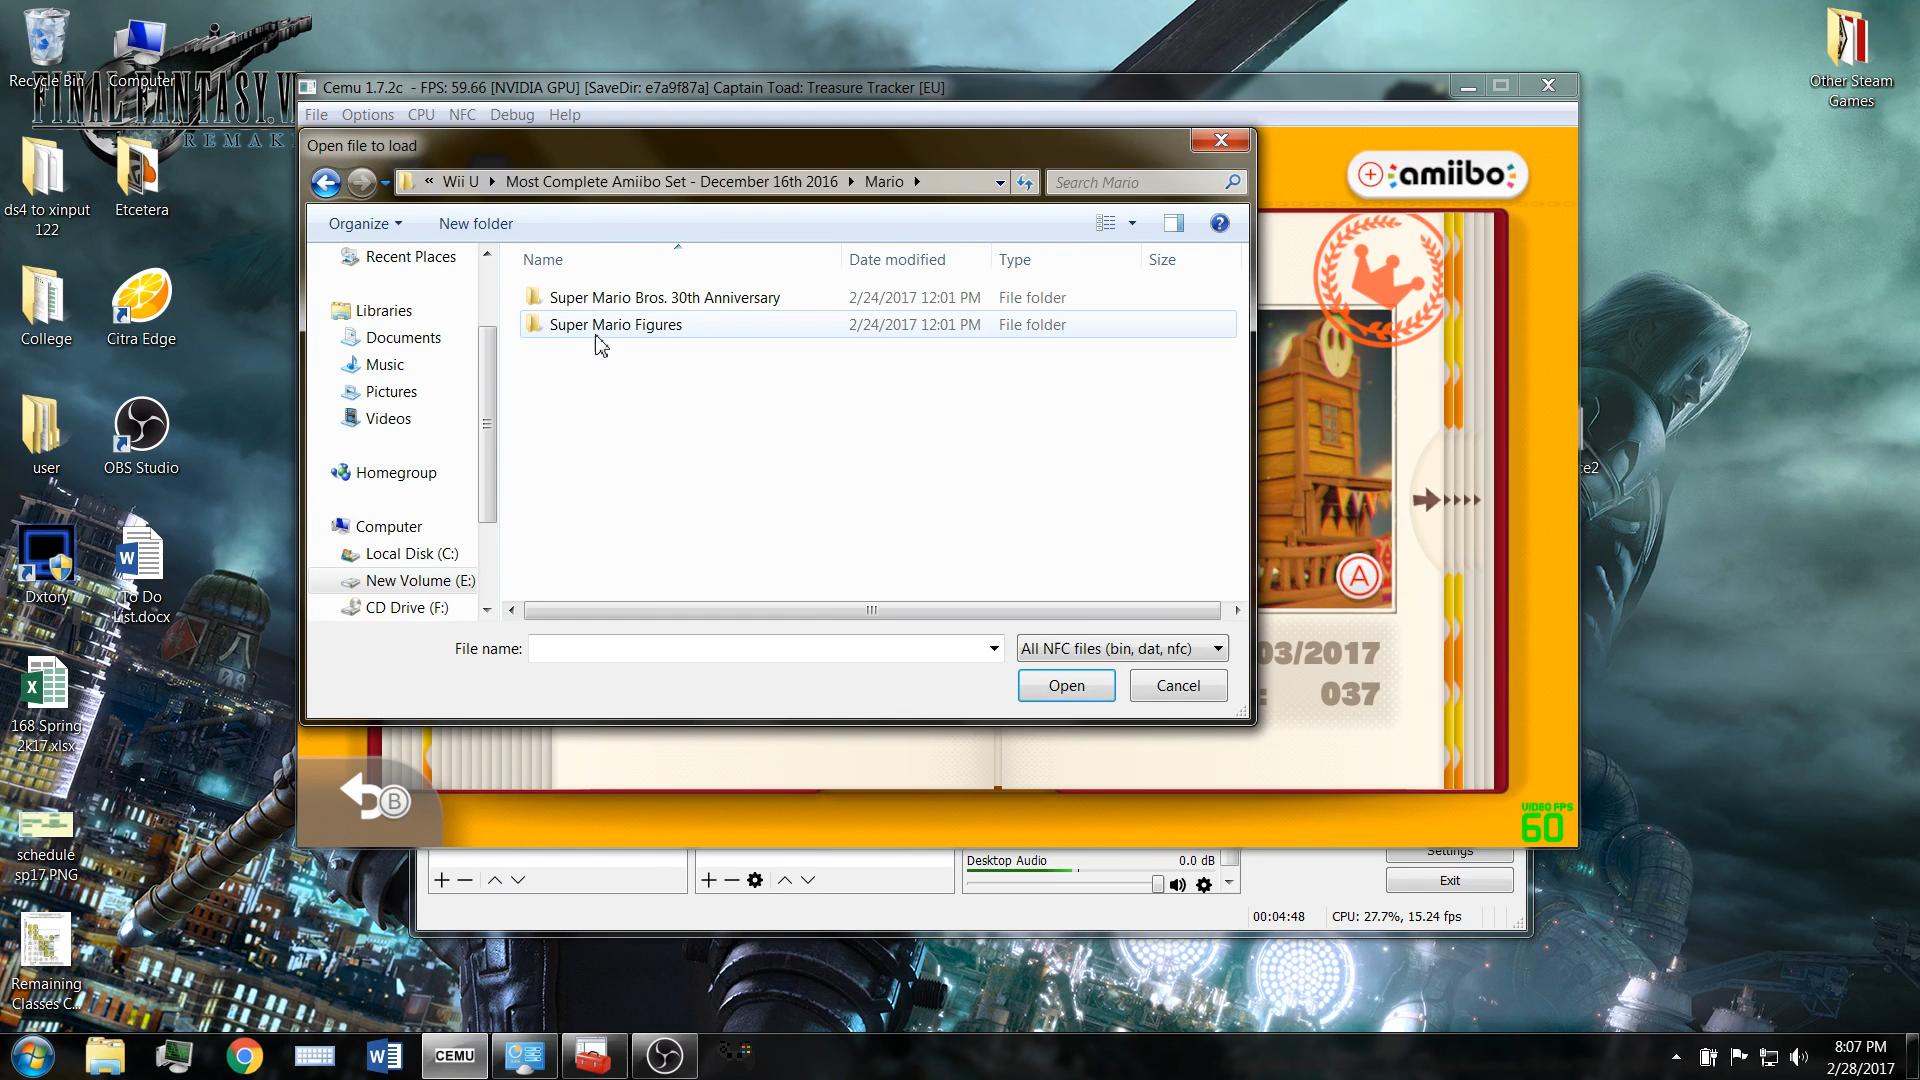 Recycle Bin
Computer
FINAL FANTASY VII
REMAKE
ds4 to xinput
122
Etcetera
College
Citra Edge
user
OBS Studio
Dxtory
To Do
List.docx
168 Spring
2k17.xlsx
schedule
sp17.PNG
Remaining
Classes C...
Other Steam
Games
ce2
Cemu 1.7.2c - FPS: 59.66 [NVIDIA GPU] [SaveDir: e7a9f87a] Captain Toad: Treasure Tracker [EU]
File Options CPU NFC Debug Help
Open file to load
« Wii U Most Complete Amiibo Set - December 16th 2016 Mario
Search Mario
Organize New folder
Recent Places
Libraries
Documents
Music
Pictures
Videos
Homegroup
Computer
Local Disk (C:)
New Volume (E:)
CD Drive (F:)
Name Date modified Type Size
Super Mario Bros. 30th Anniversary 2/24/2017 12:01 PM File folder
Super Mario Figures 2/24/2017 12:01 PM File folder
File name:
All NFC files (bin, dat, nfc)
Open Cancel
amiibo
A
03/2017
: 037
B
VIDEO FPS
60
Desktop Audio 0.0 dB
Settings
Exit
00:04:48 CPU: 27.7%, 15.24 fps
CEMU
8:07 PM
2/28/2017